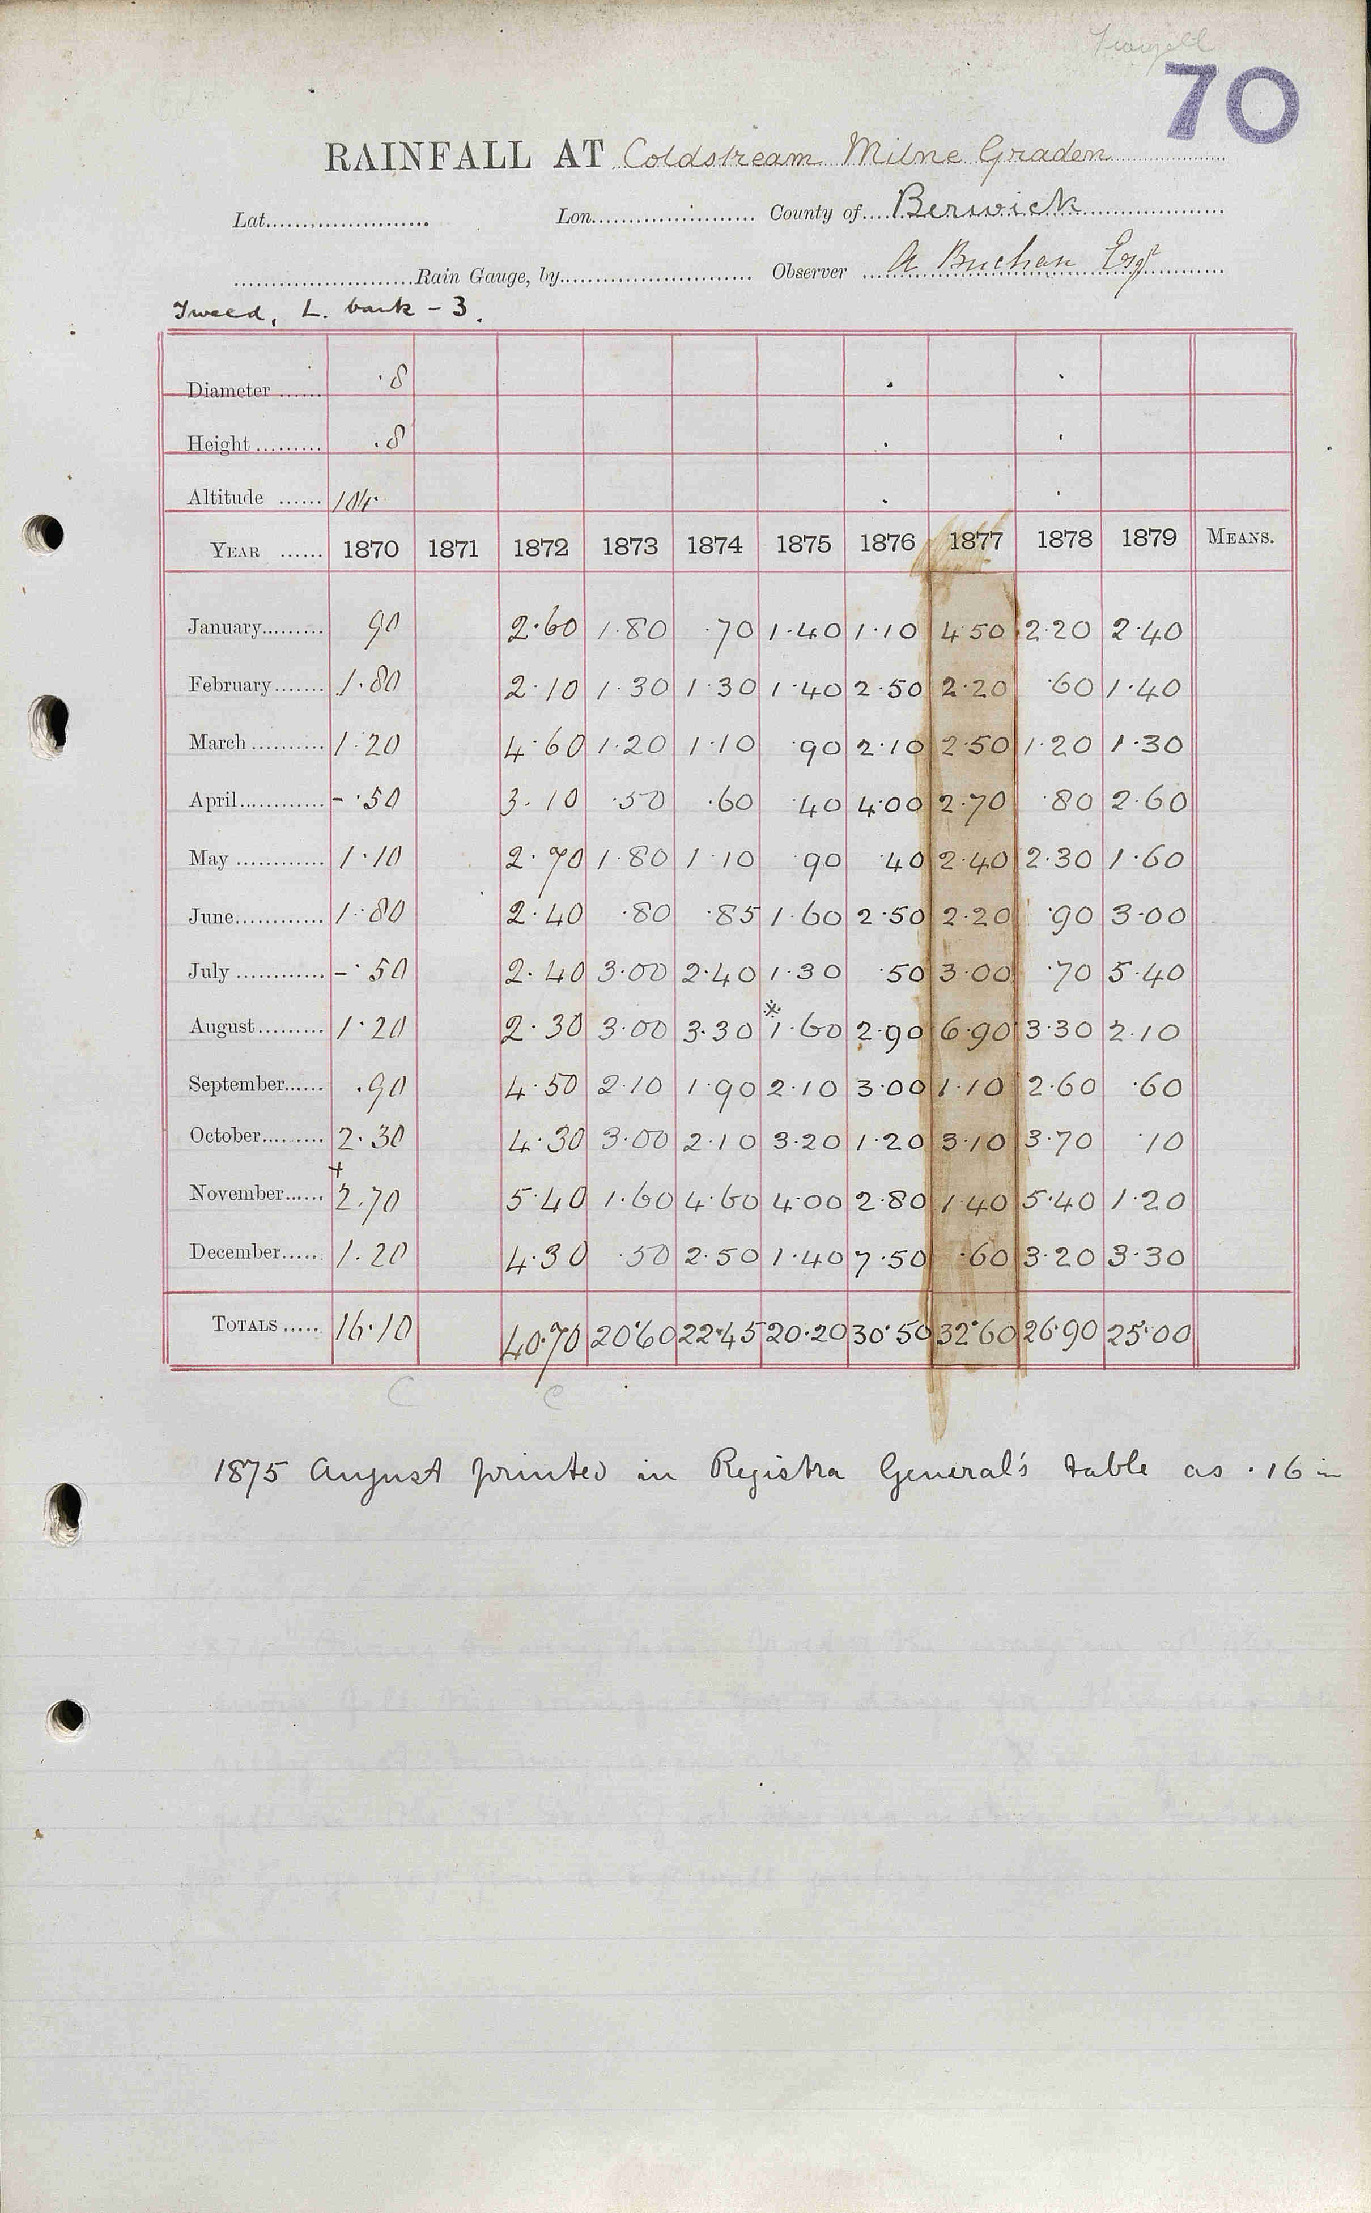 70
RAINFALL AT Coldstream Milne Graden
Lat. Lon. County of Berwick
Rain Gauge, by Observer A Buchan Esqr
Tweed, L. bank - 3.
Diameter ·8
Height .8
Altitude 104
YEAR 1870 1871 1872 1873 1874 1875 1876 1877 1878 1879 MEANS.
January 90 2·60 1·80 ·70 1·40 1·10 4·50 2·20 2·40
February 1·80 2·10 1·30 1·30 1·40 2·50 2·20 ·60 1·40
March 1·20 4·60 1·20 1·10 ·90 2·10 2·50 1·20 1·30
April -·50 3·10 ·50 ·60 ·40 4·00 2·70 ·80 2·60
May 1·10 2·70 1·80 1·10 ·90 ·40 2·40 2·30 1·60
June 1·80 2·40 ·80 ·85 1·60 2·50 2·20 ·90 3·00
July -·50 2·40 3·00 2·40 1·30 ·50 3·00 ·70 5·40
August 1·20 2·30 3·00 3·30 ※1·60 2·90 6·90 3·30 2·10
September .90 4·50 2·10 1·90 2·10 3·00 1·10 2·60 ·60
October 2·30 4·30 3·00 2·10 3·20 1·20 3·10 3·70 ·10
November +2.70 5·40 1·60 4·60 4·00 2·80 1·40 5·40 1·20
December 1·20 4·30 ·50 2·50 1·40 7·50 ·60 3·20 3·30
TOTALS 16·10 40·70 20·60 22·45 20·20 30·50 32·60 26·90 25·00
C C
1875 August printed in Registra General's table as ·16 in